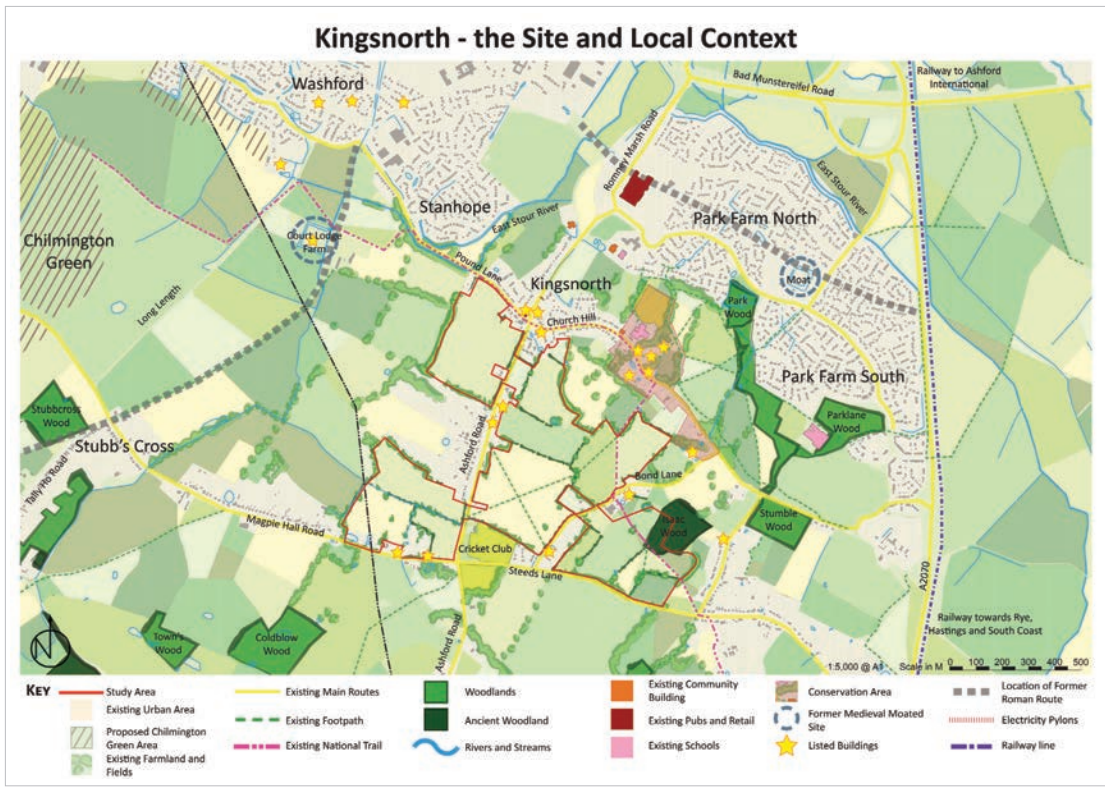 Kingsnorth - the Site and Local Context
Washford
Bad Munstereifel Road
Railway to Ashford
International
Romney Marsh Road
East Stour River
Stanhope
East Stour River
Park Farm North
Chilmington
Green
Court Lodge
Farm
Pound Lane
Moat
Long Length
Kingsnorth
Park
Wood
Church Hill
Park Farm South
Stubbcross
Wood
Parklane
Wood
Stubb's Cross
Ashford Road
Tally Ho Road
Bond Lane
Magpie Hall Road
Isaac
Wood
Stumble
Wood
Cricket Club
Steeds Lane
A2070
Town's
Wood
Coldblow
Wood
Ashford Road
Railway towards Rye,
Hastings and South Coast
N
1:5,000 @ A1 Scale in M 0 100 200 300 400 500
KEY
Study Area
Existing Urban Area
Proposed Chilmington
Green Area
Existing Farmland and
Fields
Existing Main Routes
Existing Footpath
Existing National Trail
Woodlands
Ancient Woodland
Rivers and Streams
Existing Community
Building
Existing Pubs and Retail
Existing Schools
Conservation Area
Former Medieval Moated
Site
Listed Buildings
Location of Former
Roman Route
Electricity Pylons
Railway line